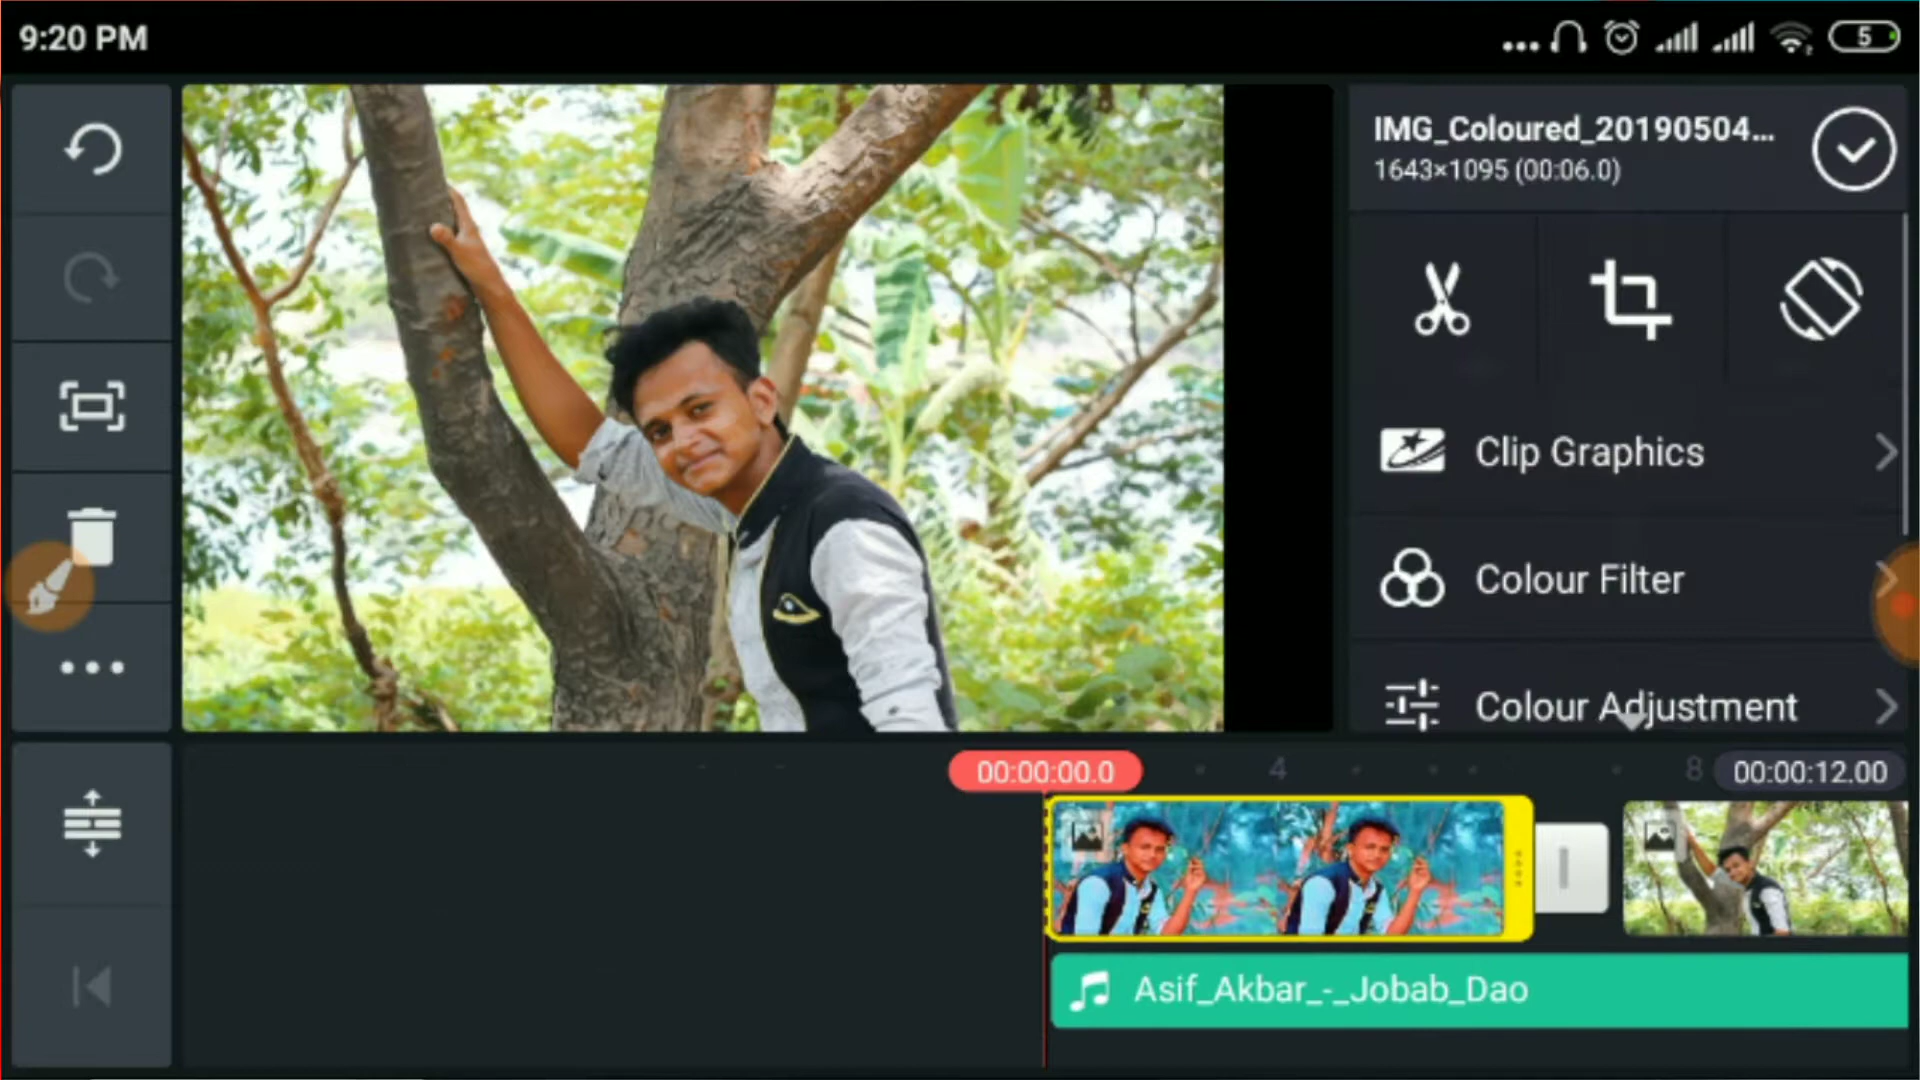 9:20 PM
5
IMG_Coloured_20190504...
1643×1095 (00:06.0)
Clip Graphics
Colour Filter
Colour Adjustment
00:00:00.0
4
8
00:00:12.00
Asif_Akbar_-_Jobab_Dao